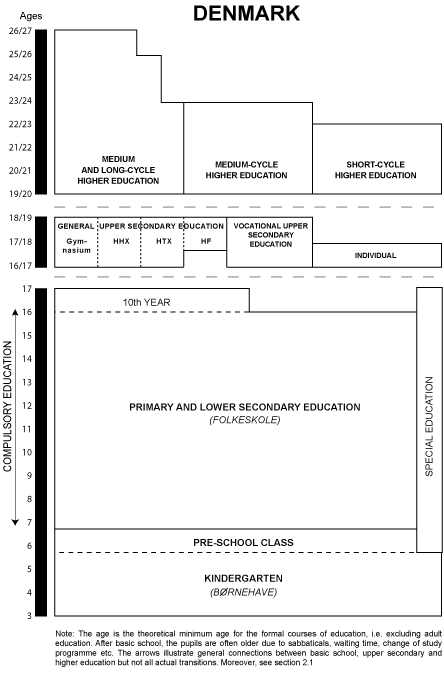 DENMARK
Ages
26/27
25/26
24/25
23/24
22/23
21/22
20/21
19/20
MEDIUM
AND LONG-CYCLE
HIGHER EDUCATION
MEDIUM-CYCLE
HIGHER EDUCATION
SHORT-CYCLE
HIGHER EDUCATION
18/19
17/18
16/17
GENERAL UPPER SECONDARY EDUCATION
Gym-
nasium
HHX
HTX
HF
VOCATIONAL UPPER
SECONDARY
EDUCATION
INDIVIDUAL
17
16
15
14
13
12
11
10
9
8
7
6
5
4
3
COMPULSORY EDUCATION
10th YEAR
PRIMARY AND LOWER SECONDARY EDUCATION
(FOLKESKOLE)
SPECIAL EDUCATION
PRE-SCHOOL CLASS
KINDERGARTEN
(BØRNEHAVE)
Note: The age is the theoretical minimum age for the formal courses of education, i.e. excluding adult
education. After basic school, the pupils are often older due to sabbaticals, waiting time, change of study
programme etc. The arrows illustrate general connections between basic school, upper secondary and
higher education but not all actual transitions. Moreover, see section 2.1